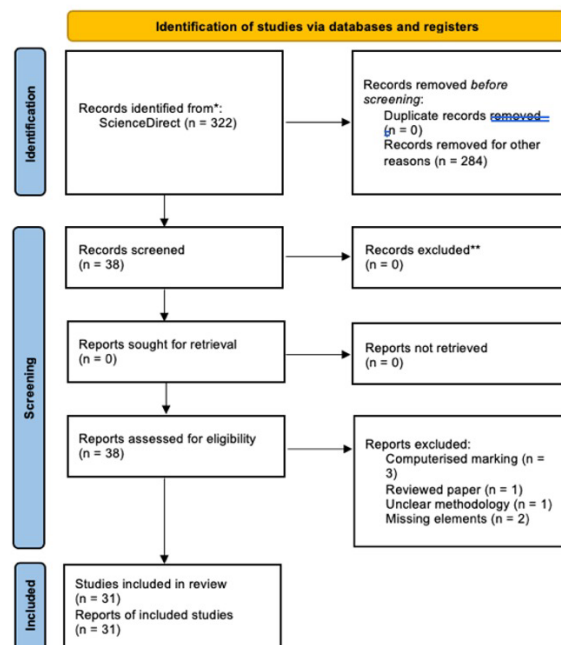 Identification of studies via databases and registers
Identification
Records identified from*:
ScienceDirect (n = 322)
Records removed before
screening:
Duplicate records removed
(n = 0)
Records removed for other
reasons (n = 284)
Screening
Records screened
(n = 38)
Records excluded**
(n = 0)
Reports sought for retrieval
(n = 0)
Reports not retrieved
(n = 0)
Reports assessed for eligibility
(n = 38)
Reports excluded:
Computerised marking (n =
3)
Reviewed paper (n = 1)
Unclear methodology (n = 1)
Missing elements (n = 2)
Included
Studies included in review
(n = 31)
Reports of included studies
(n = 31)